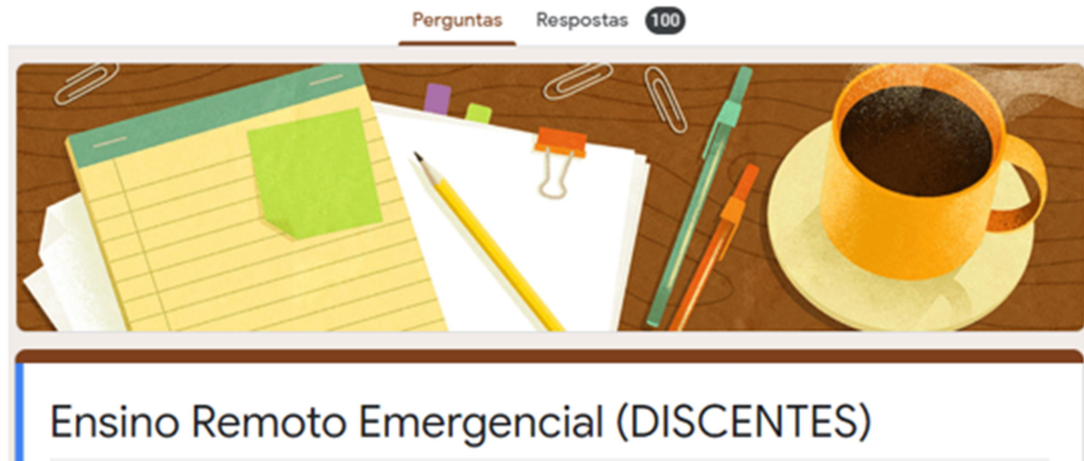 Perguntas Respostas 100
Ensino Remoto Emergencial (DISCENTES)